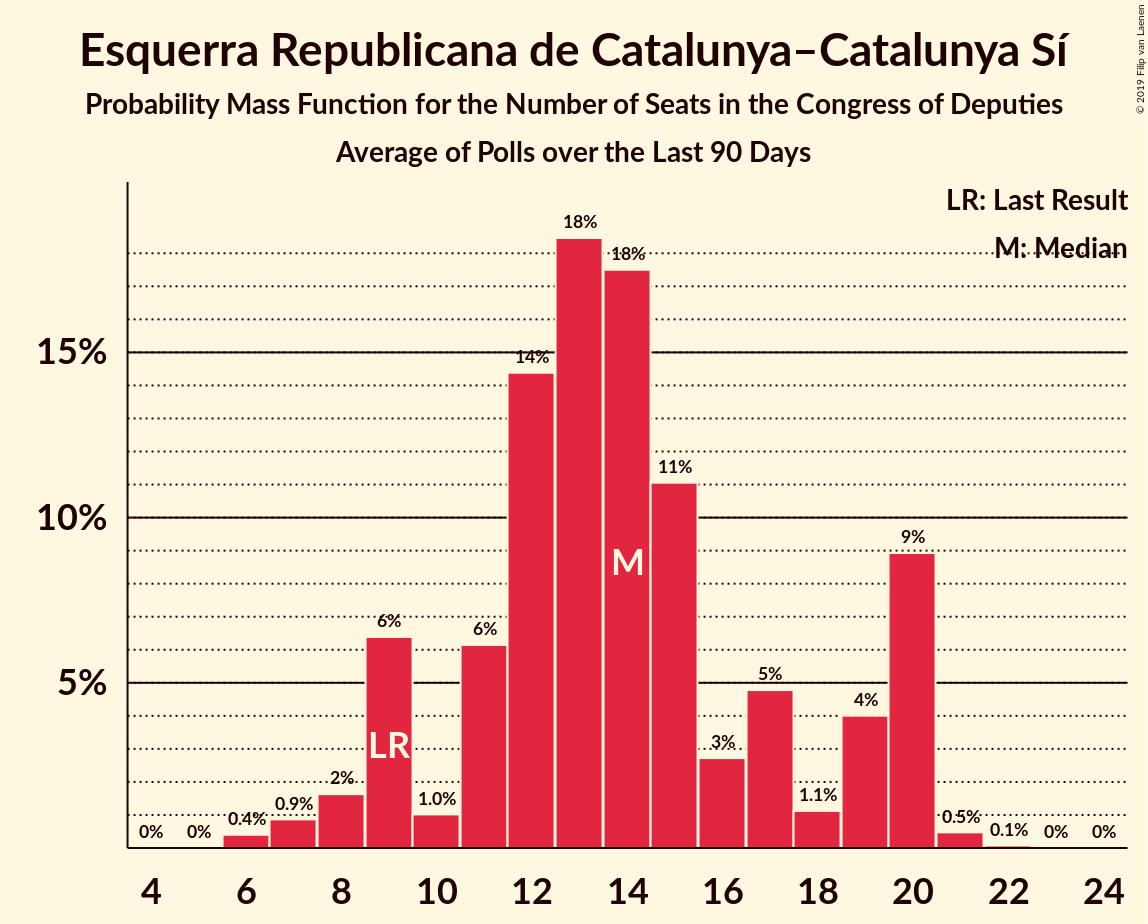 Esquerra Republicana de Catalunya–Catalunya Sí
Probability Mass Function for the Number of Seats in the Congress of Deputies
Average of Polls over the Last 90 Days
© 2019 Filip van Laenen
LR: Last Result
M: Median
15%
10%
5%
0%
0%
0.4%
0.9%
2%
6%
1.0%
6%
14%
18%
18%
11%
3%
5%
1.1%
4%
9%
0.5%
0.1%
0%
0%
LR
M
4 6 8 10 12 14 16 18 20 22 24